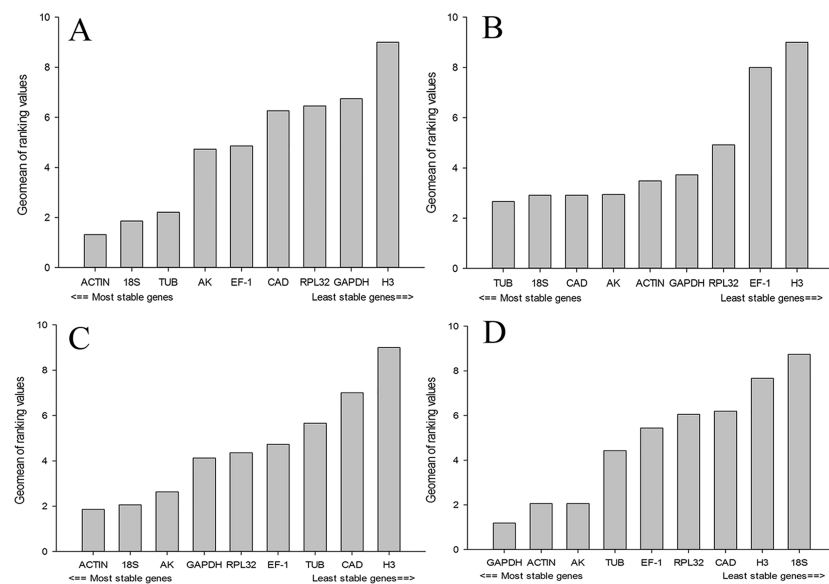 A
Geomean of ranking values
10
8
6
4
2
0
ACTIN 18S TUB AK EF-1 CAD RPL32 GAPDH H3
<== Most stable genes Least stable genes==>
B
Geomean of ranking values
10
8
6
4
2
0
TUB 18S CAD AK ACTIN GAPDH RPL32 EF-1 H3
<== Most stable genes Least stable genes==>
C
Geomean of ranking values
10
8
6
4
2
0
ACTIN 18S AK GAPDH RPL32 EF-1 TUB CAD H3
<== Most stable genes Least stable genes==>
D
Geomean of ranking values
10
8
6
4
2
0
GAPDH ACTIN AK TUB EF-1 RPL32 CAD H3 18S
<== Most stable genes Least stable genes==>